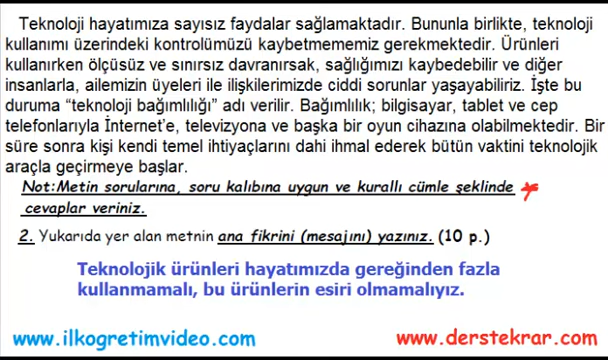 Teknoloji hayatımıza sayısız faydalar sağlamaktadır. Bununla birlikte, teknoloji
kullanımı üzerindeki kontrolümüzü kaybetmememiz gerekmektedir. Ürünleri
kullanırken ölçüsüz ve sınırsız davranırsak, sağlığımızı kaybedebilir ve diğer
insanlarla, ailemizin üyeleri ile ilişkilerimizde ciddi sorunlar yaşayabiliriz. İşte bu
duruma “teknoloji bağımlılığı” adı verilir. Bağımlılık; bilgisayar, tablet ve cep
telefonlarıyla İnternet’e, televizyona ve başka bir oyun cihazına olabilmektedir. Bir
süre sonra kişi kendi temel ihtiyaçlarını dahi ihmal ederek bütün vaktini teknolojik
araçla geçirmeye başlar.
Not:Metin sorularına, soru kalıbına uygun ve kurallı cümle şeklinde
cevaplar veriniz.
2. Yukarıda yer alan metnin ana fikrini (mesajını) yazınız. (10 p.)
Teknolojik ürünleri hayatımızda gereğinden fazla
kullanmamalı, bu ürünlerin esiri olmamalıyız.
www.ilkogretimvideo.com
www.derstekrar.com